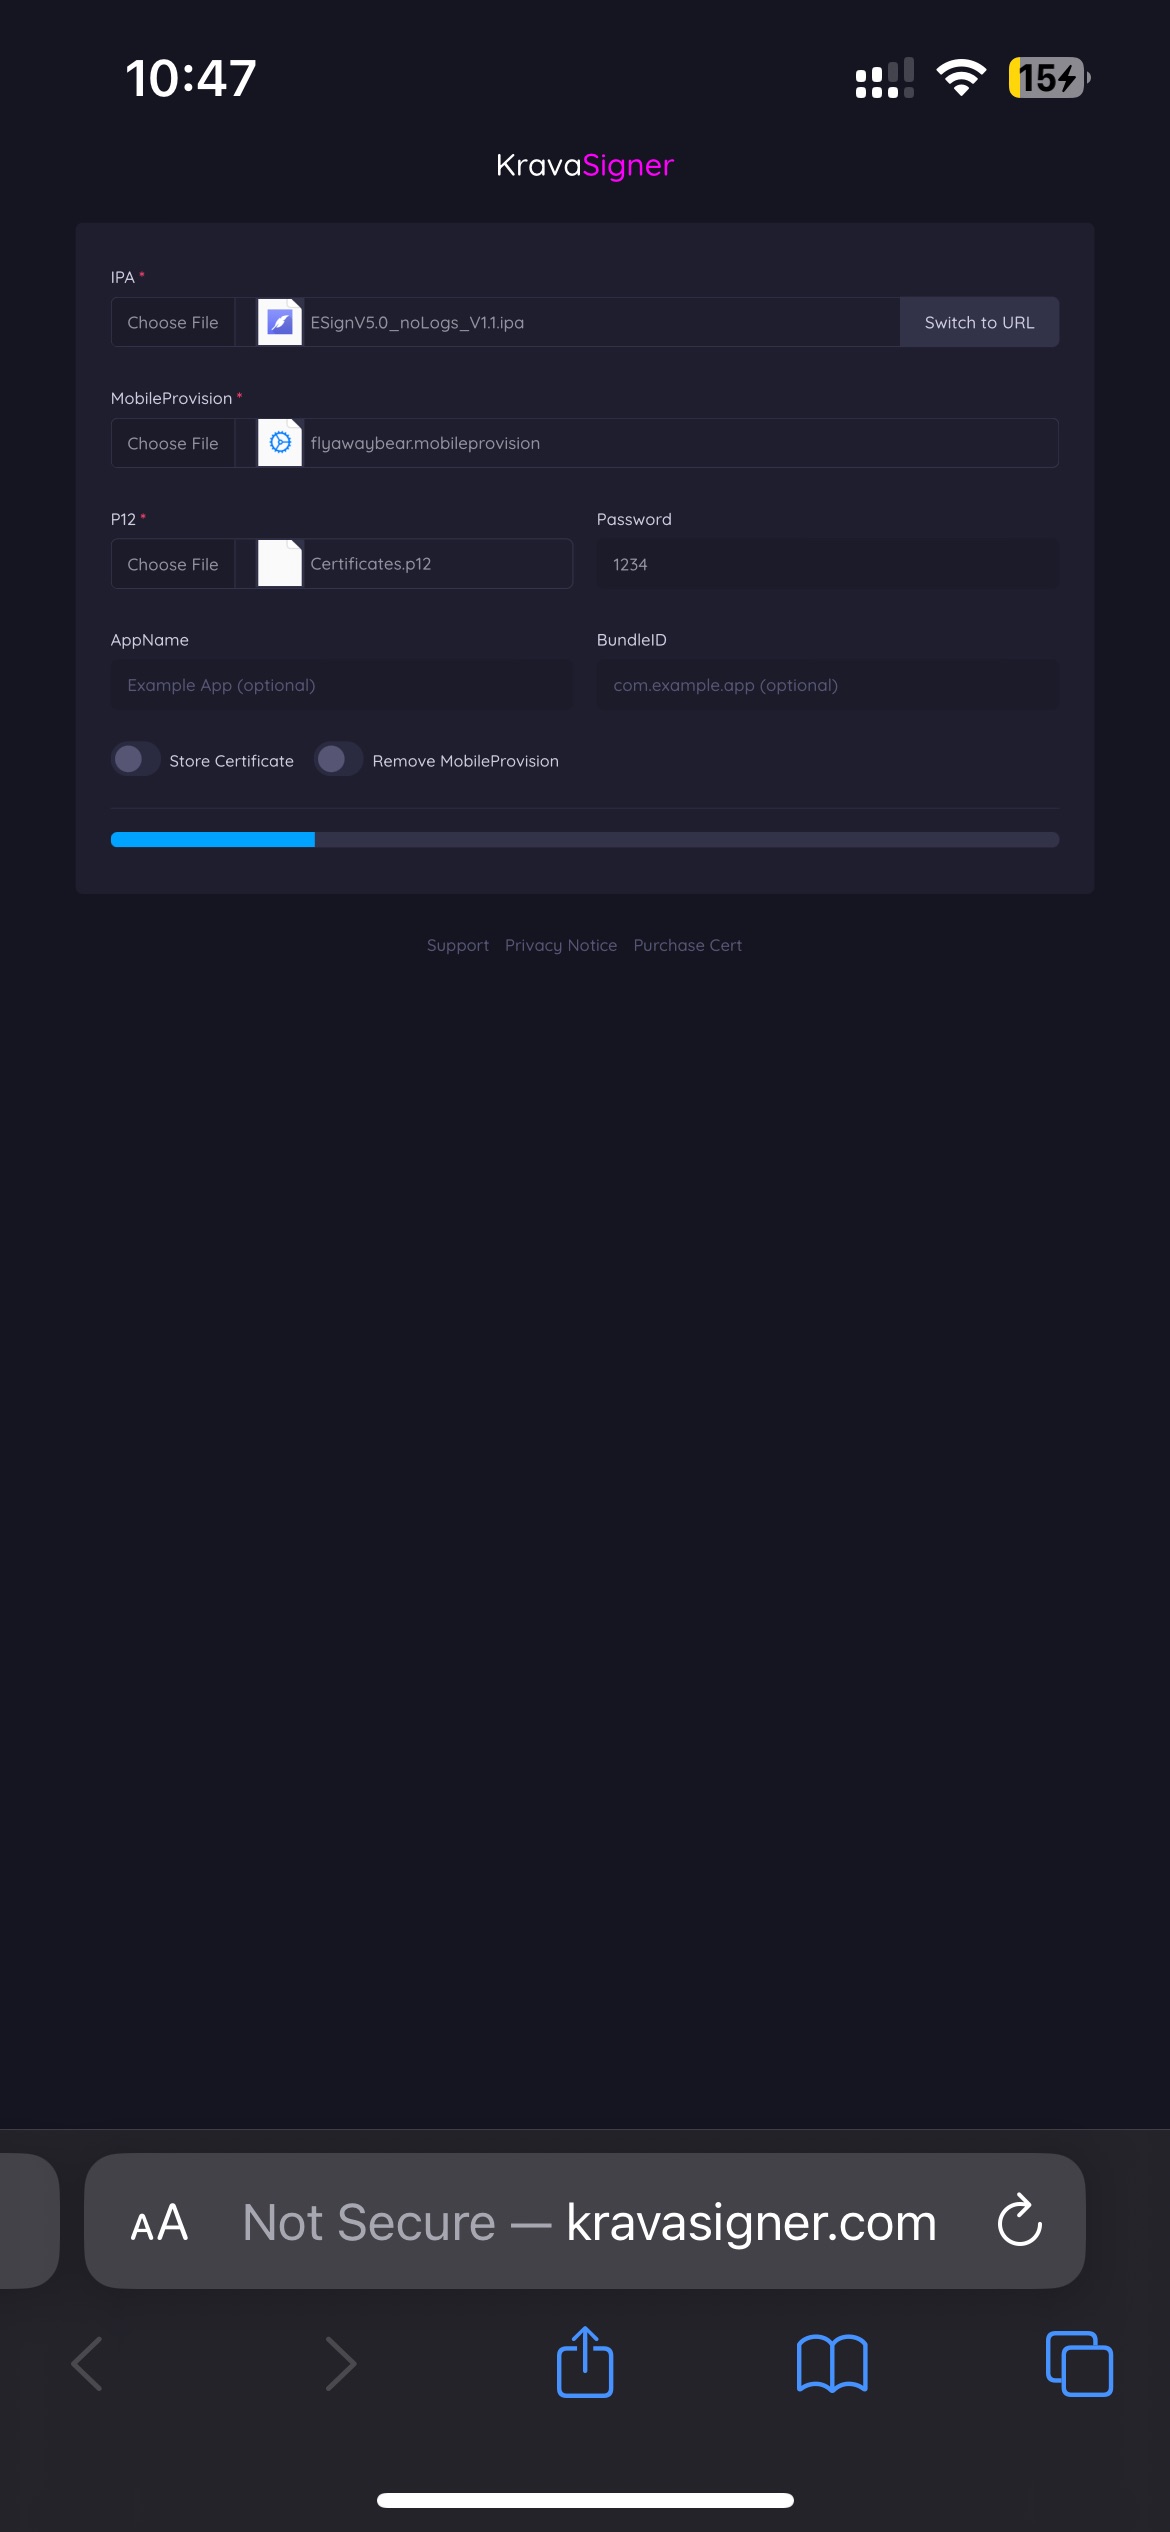 10:47
15
KravaSigner
IPA *
Choose File ESignV5.0_noLogs_V1.1.ipa Switch to URL
MobileProvision *
Choose File flyawaybear.mobileprovision
P12 * Password
Choose File Certificates.p12 1234
AppName BundleID
Example App (optional) com.example.app (optional)
Store Certificate Remove MobileProvision
Support Privacy Notice Purchase Cert
AA Not Secure — kravasigner.com